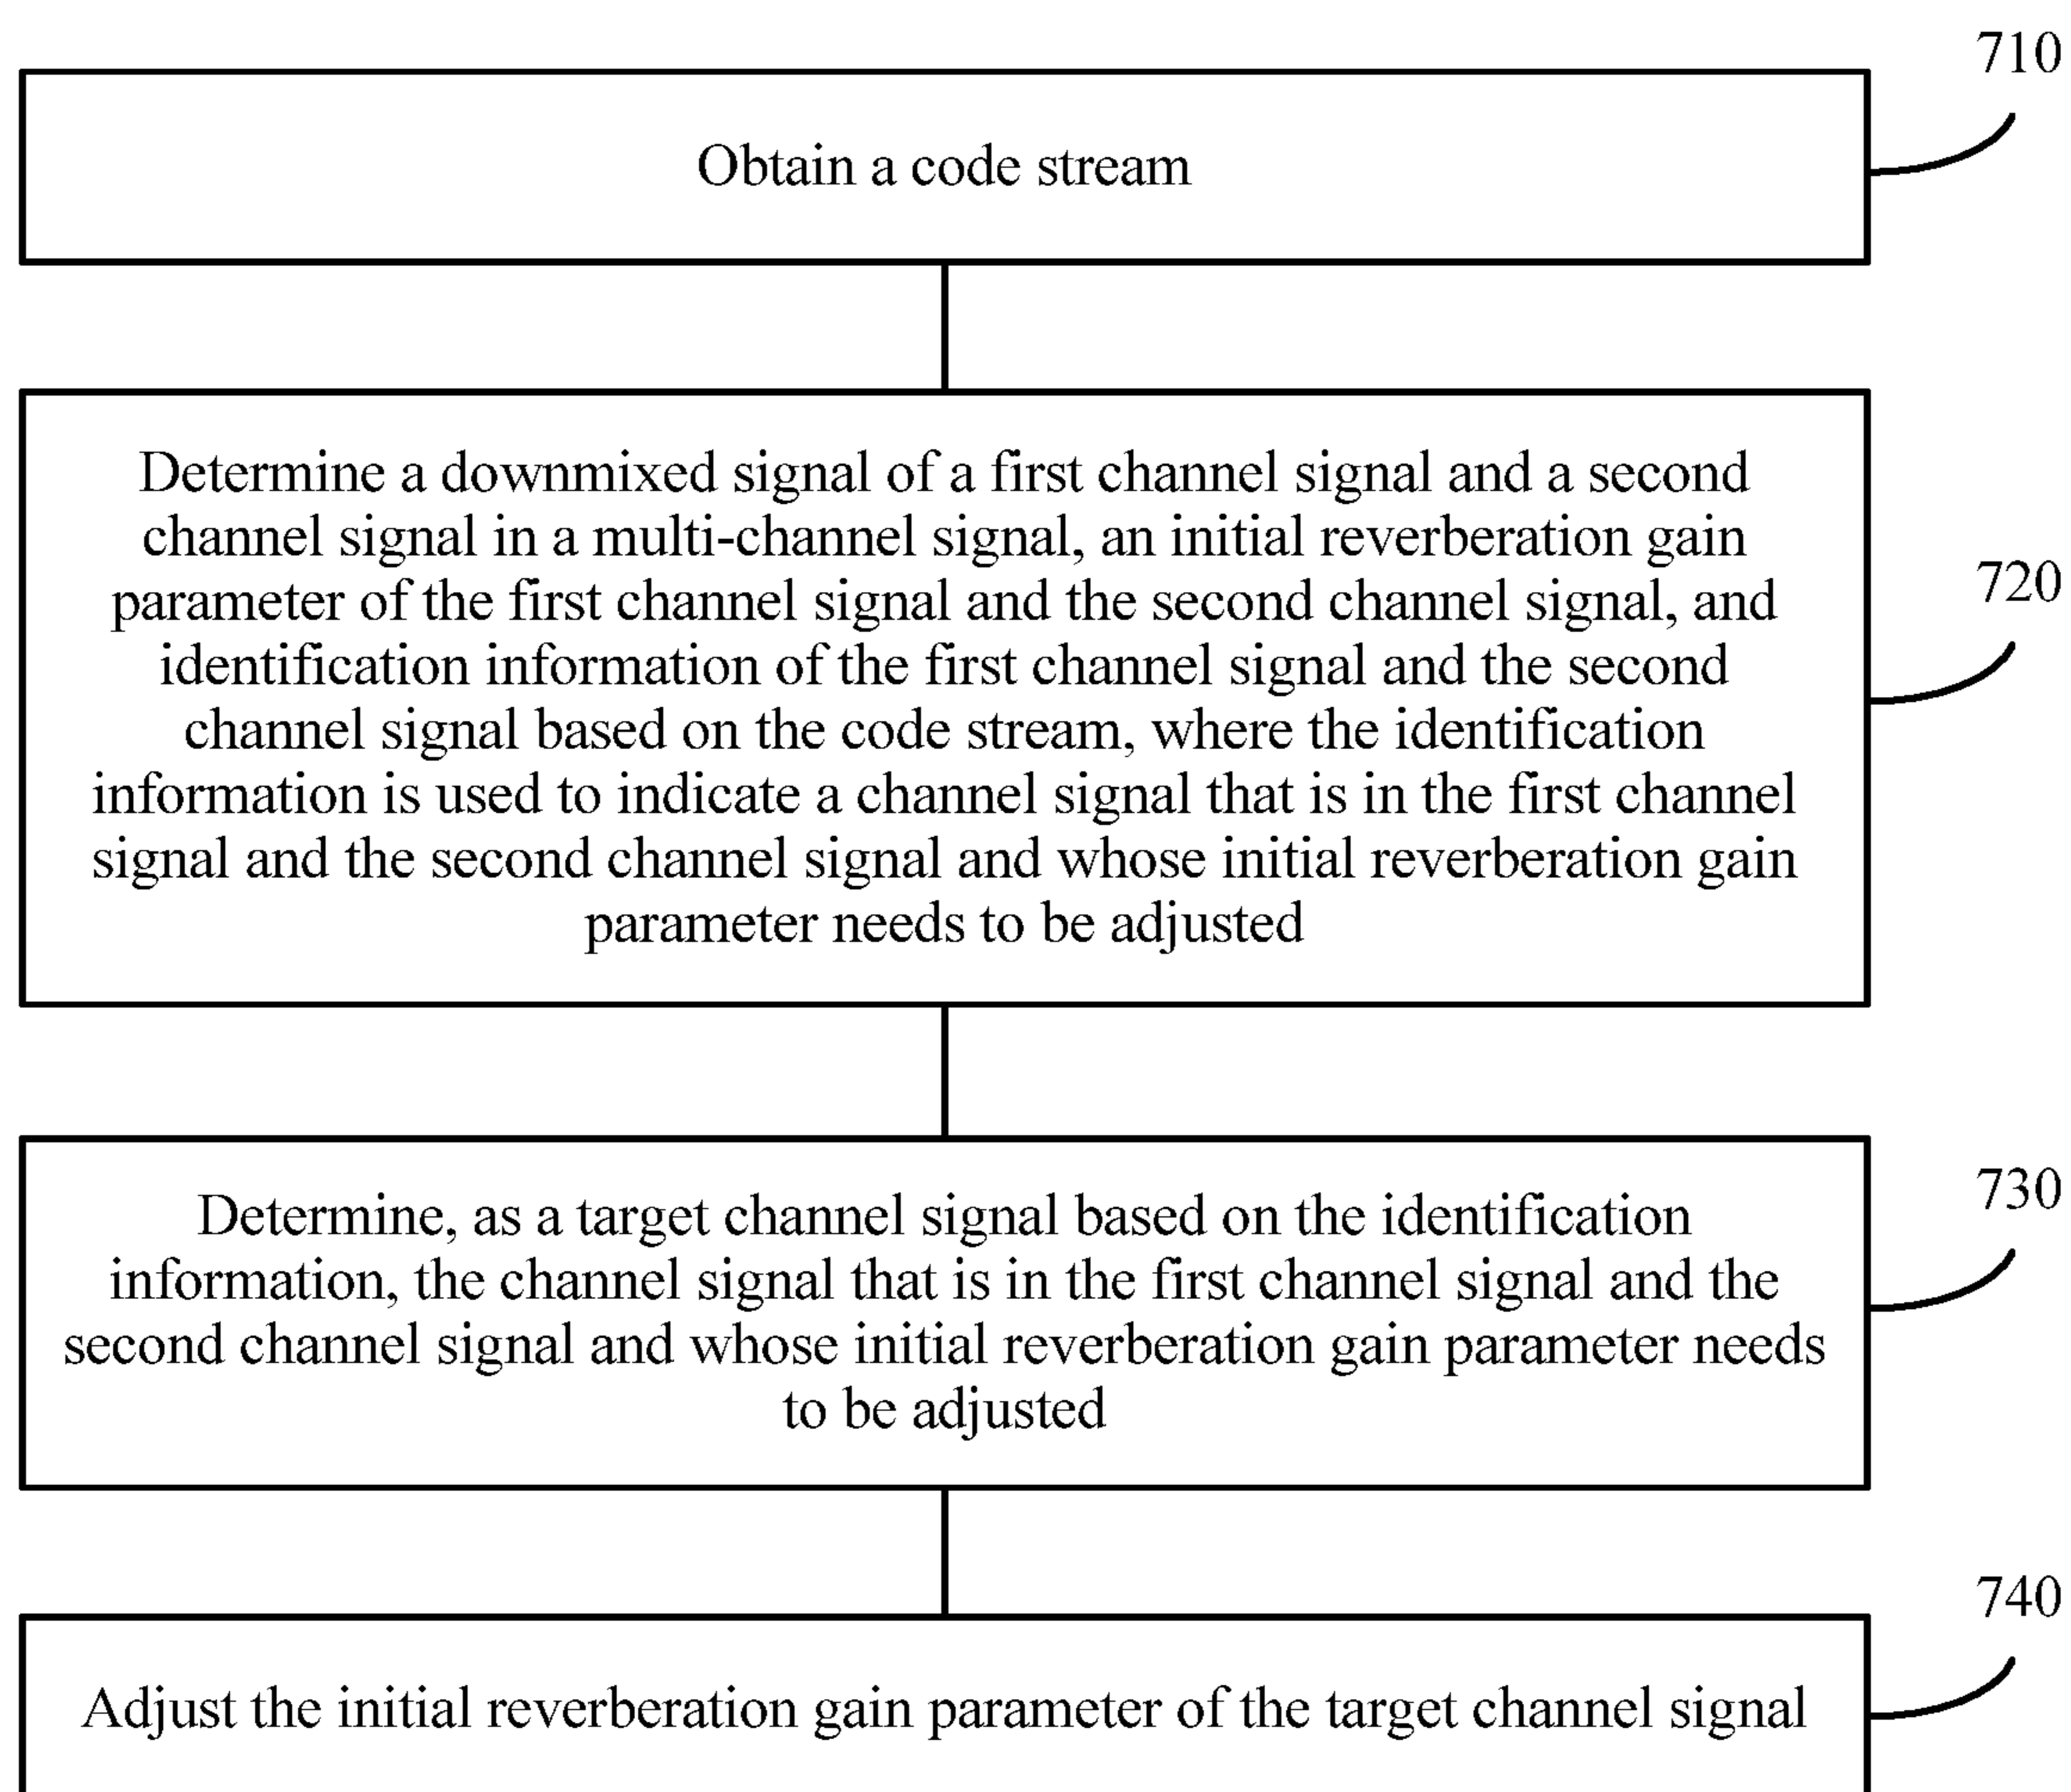 710
Obtain a code stream
Determine a downmixed signal of a first channel signal and a second
channel signal in a multi-channel signal, an initial reverberation gain
parameter of the first channel signal and the second channel signal, and
identification information of the first channel signal and the second
channel signal based on the code stream, where the identification
information is used to indicate a channel signal that is in the first channel
signal and the second channel signal and whose initial reverberation gain
parameter needs to be adjusted
720
Determine, as a target channel signal based on the identification
information, the channel signal that is in the first channel signal and the
second channel signal and whose initial reverberation gain parameter needs
to be adjusted
730
740
Adjust the initial reverberation gain parameter of the target channel signal